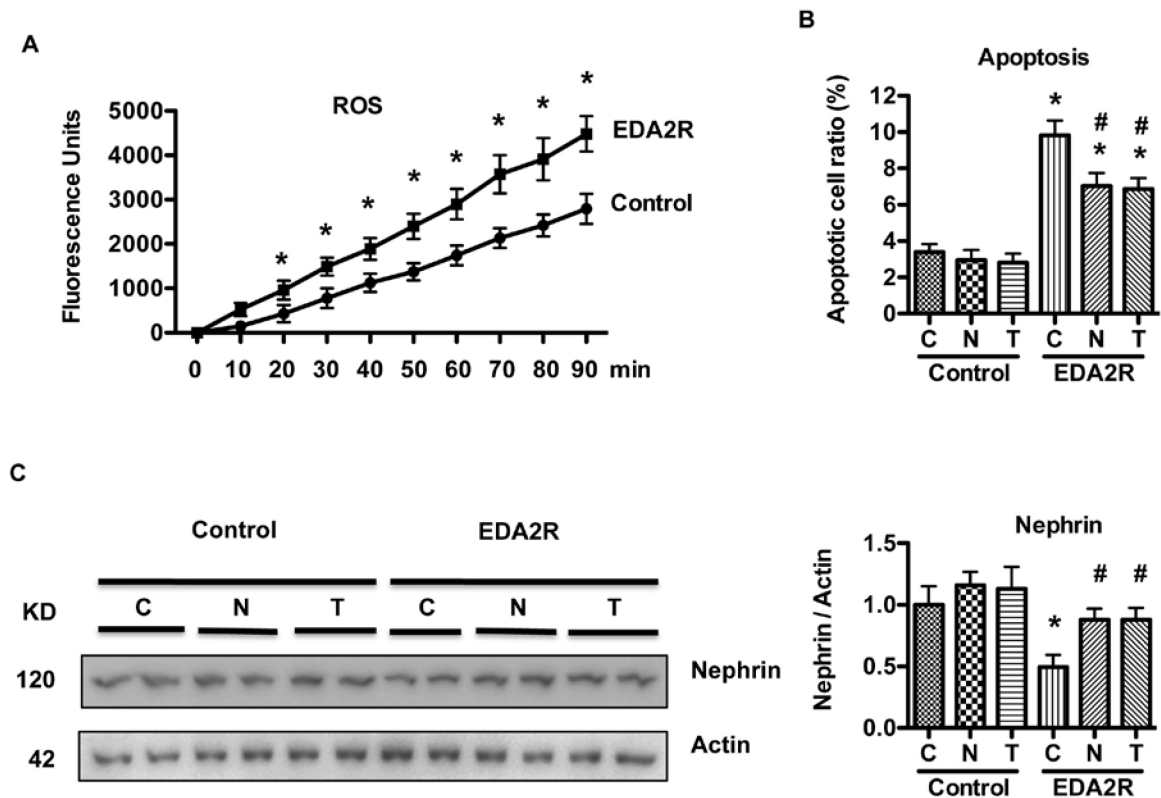 A
ROS
Fluorescence Units
5000
4000
3000
2000
1000
0
* * * * * * * *
EDA2R
Control
0 10 20 30 40 50 60 70 80 90 min
B
Apoptosis
Apoptotic cell ratio (%)
12
10
8
6
4
2
0
* # #
* *
C N T C N T
Control EDA2R
C
Control EDA2R
KD C N T C N T
120 Nephrin
42 Actin
Nephrin
Nephrin / Actin
1.5
1.0
0.5
0.0
* # #
C N T C N T
Control EDA2R